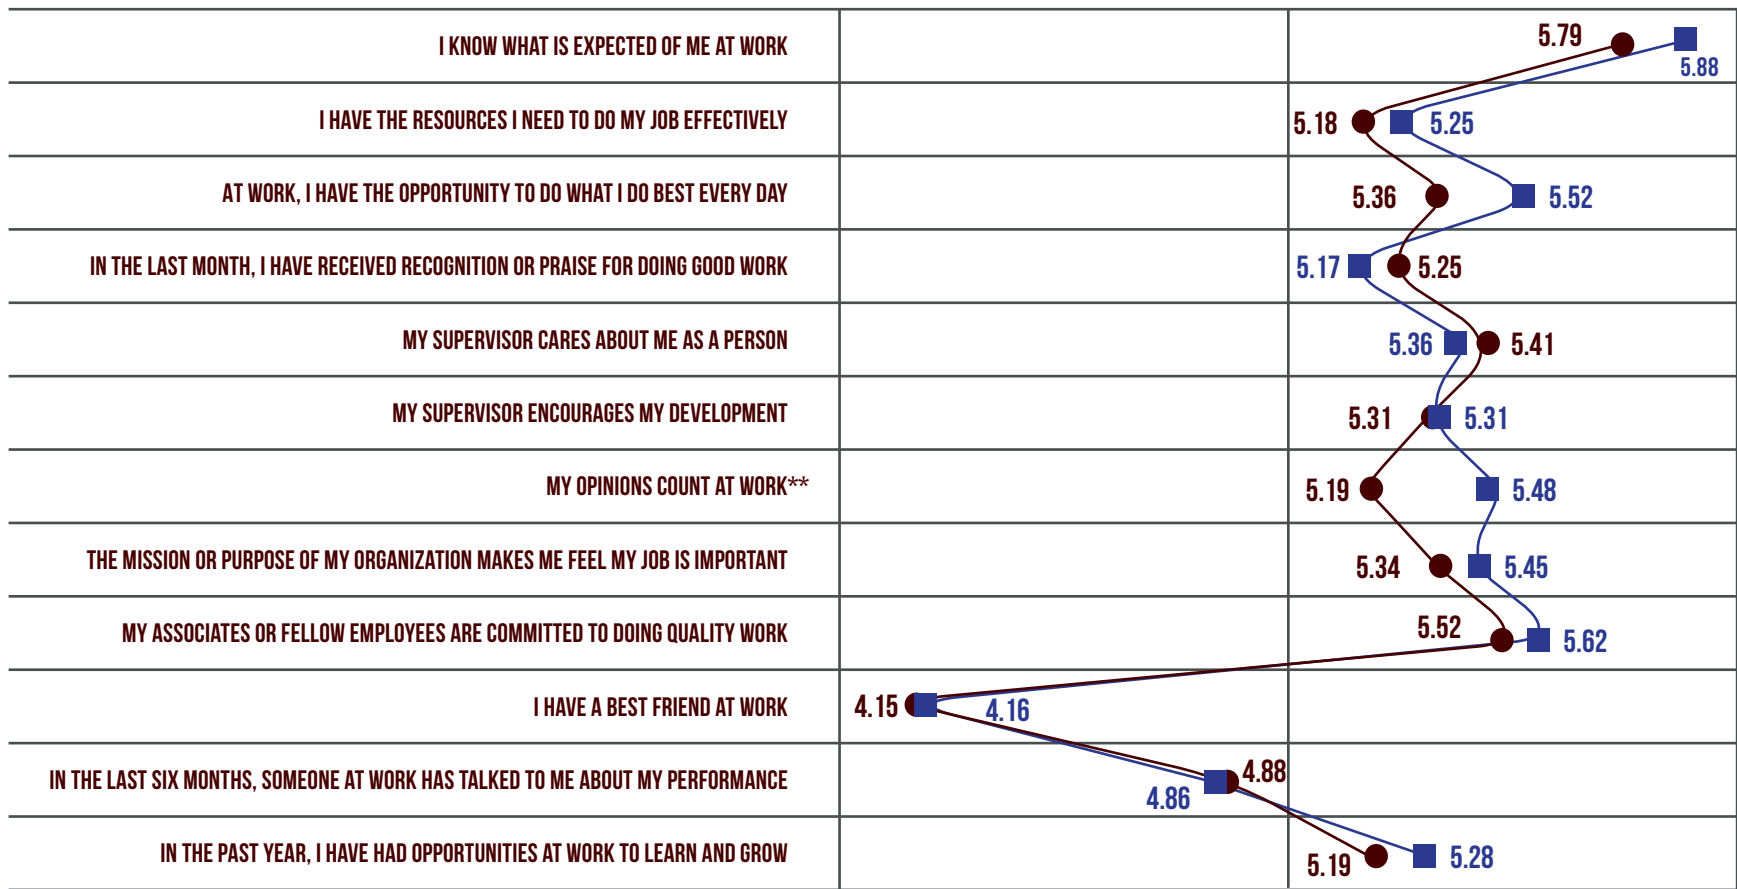 I KNOW WHAT IS EXPECTED OF ME AT WORK 5.79 5.88
I HAVE THE RESOURCES I NEED TO DO MY JOB EFFECTIVELY 5.18 5.25
AT WORK, I HAVE THE OPPORTUNITY TO DO WHAT I DO BEST EVERY DAY 5.36 5.52
IN THE LAST MONTH, I HAVE RECEIVED RECOGNITION OR PRAISE FOR DOING GOOD WORK 5.17 5.25
MY SUPERVISOR CARES ABOUT ME AS A PERSON 5.36 5.41
MY SUPERVISOR ENCOURAGES MY DEVELOPMENT 5.31 5.31
MY OPINIONS COUNT AT WORK** 5.19 5.48
THE MISSION OR PURPOSE OF MY ORGANIZATION MAKES ME FEEL MY JOB IS IMPORTANT 5.34 5.45
MY ASSOCIATES OR FELLOW EMPLOYEES ARE COMMITTED TO DOING QUALITY WORK 5.52 5.62
I HAVE A BEST FRIEND AT WORK 4.15 4.16
IN THE LAST SIX MONTHS, SOMEONE AT WORK HAS TALKED TO ME ABOUT MY PERFORMANCE 4.86 4.88
IN THE PAST YEAR, I HAVE HAD OPPORTUNITIES AT WORK TO LEARN AND GROW 5.19 5.28